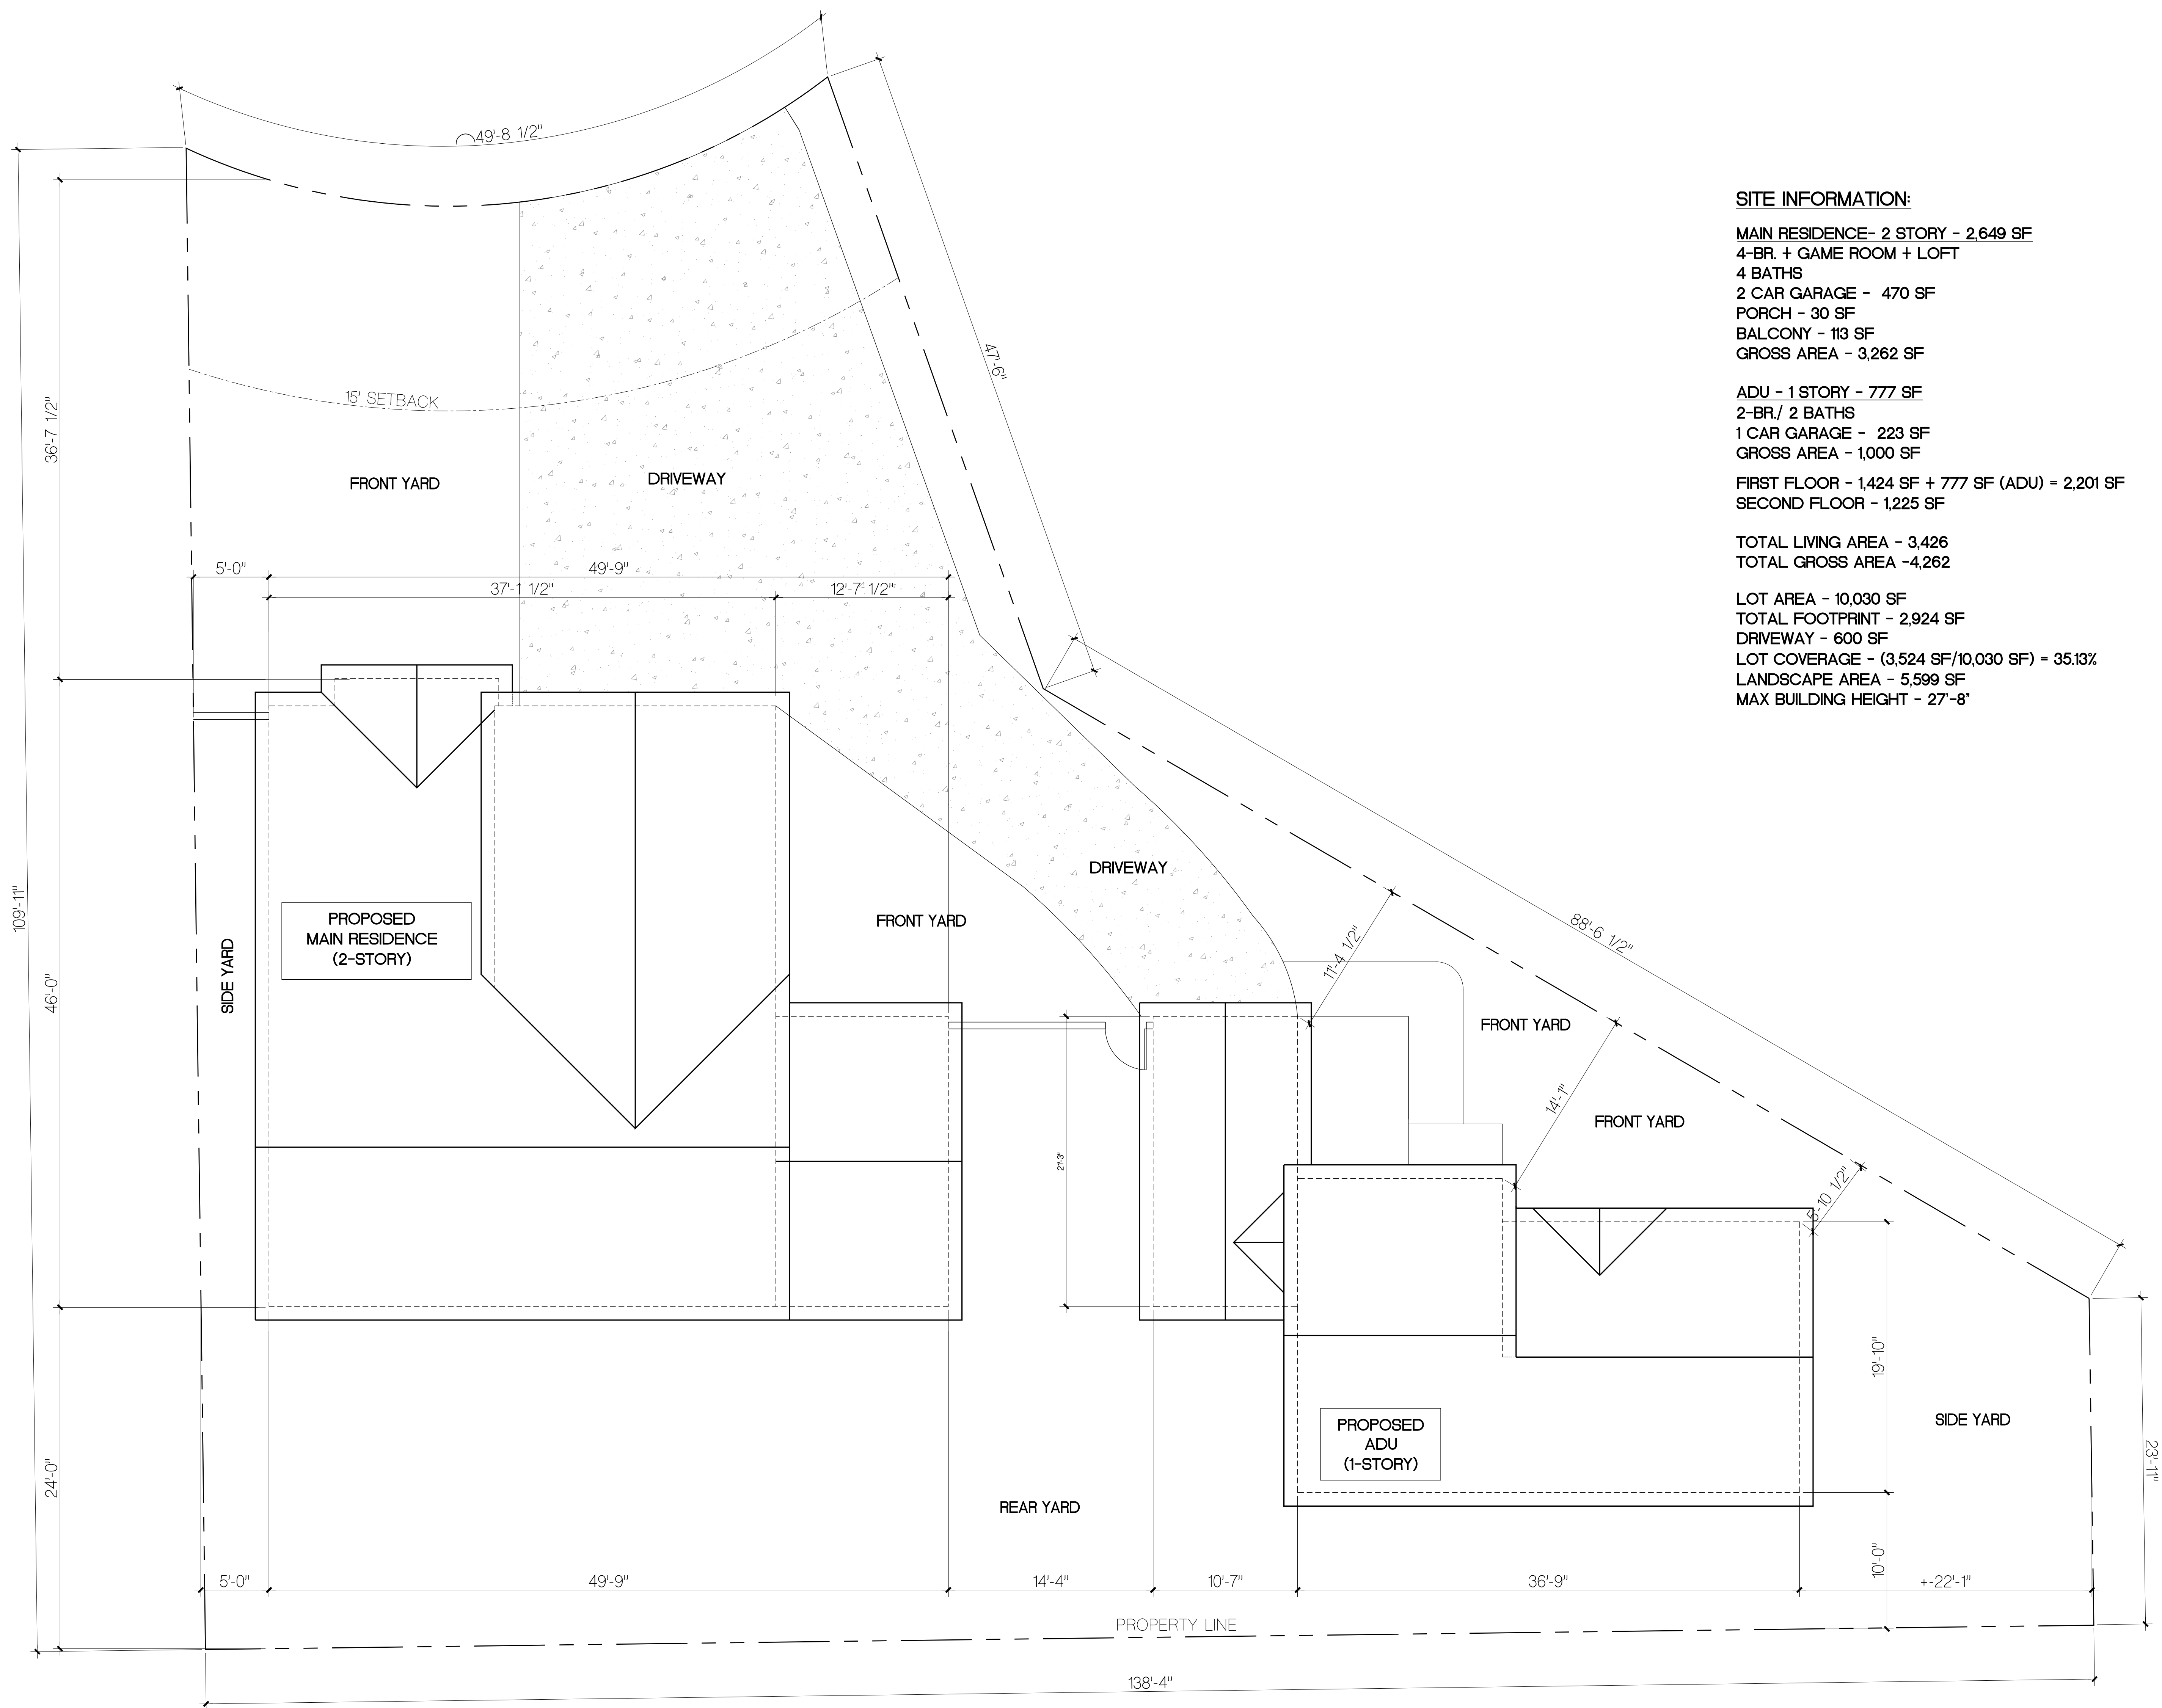 49'-8 1/2"
SITE INFORMATION:
MAIN RESIDENCE- 2 STORY - 2,649 SF
4-BR. + GAME ROOM + LOFT
4 BATHS
2 CAR GARAGE - 470 SF
PORCH - 30 SF
BALCONY - 113 SF
GROSS AREA - 3,262 SF
ADU - 1 STORY - 777 SF
2-BR./ 2 BATHS
1 CAR GARAGE - 223 SF
GROSS AREA - 1,000 SF
FIRST FLOOR - 1,424 SF + 777 SF (ADU) = 2,201 SF
SECOND FLOOR - 1,225 SF
TOTAL LIVING AREA - 3,426
TOTAL GROSS AREA -4,262
LOT AREA - 10,030 SF
TOTAL FOOTPRINT - 2,924 SF
DRIVEWAY - 600 SF
LOT COVERAGE - (3,524 SF/10,030 SF) = 35.13%
LANDSCAPE AREA - 5,599 SF
MAX BUILDING HEIGHT - 27'-8"
47'-6"
15' SETBACK
36'-7 1/2"
FRONT YARD
DRIVEWAY
5'-0"
49'-9"
37'-1 1/2"
12'-7 1/2"
DRIVEWAY
109'-11"
PROPOSED
MAIN RESIDENCE
(2-STORY)
FRONT YARD
88'-6 1/2"
11'-4 1/2"
SIDE YARD
46'-0"
FRONT YARD
14'-1"
FRONT YARD
21'-3"
5'-10 1/2"
19'-10"
PROPOSED
ADU
(1-STORY)
SIDE YARD
23'-11"
24'-0"
REAR YARD
10'-0"
5'-0"
49'-9"
14'-4"
10'-7"
36'-9"
+-22'-1"
PROPERTY LINE
138'-4"